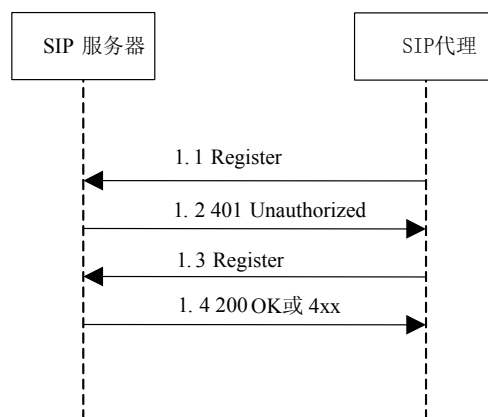 SIP 服务器
SIP代理
1.1 Register
1.2 401 Unauthorized
1.3 Register
1.4 200 OK或 4xx